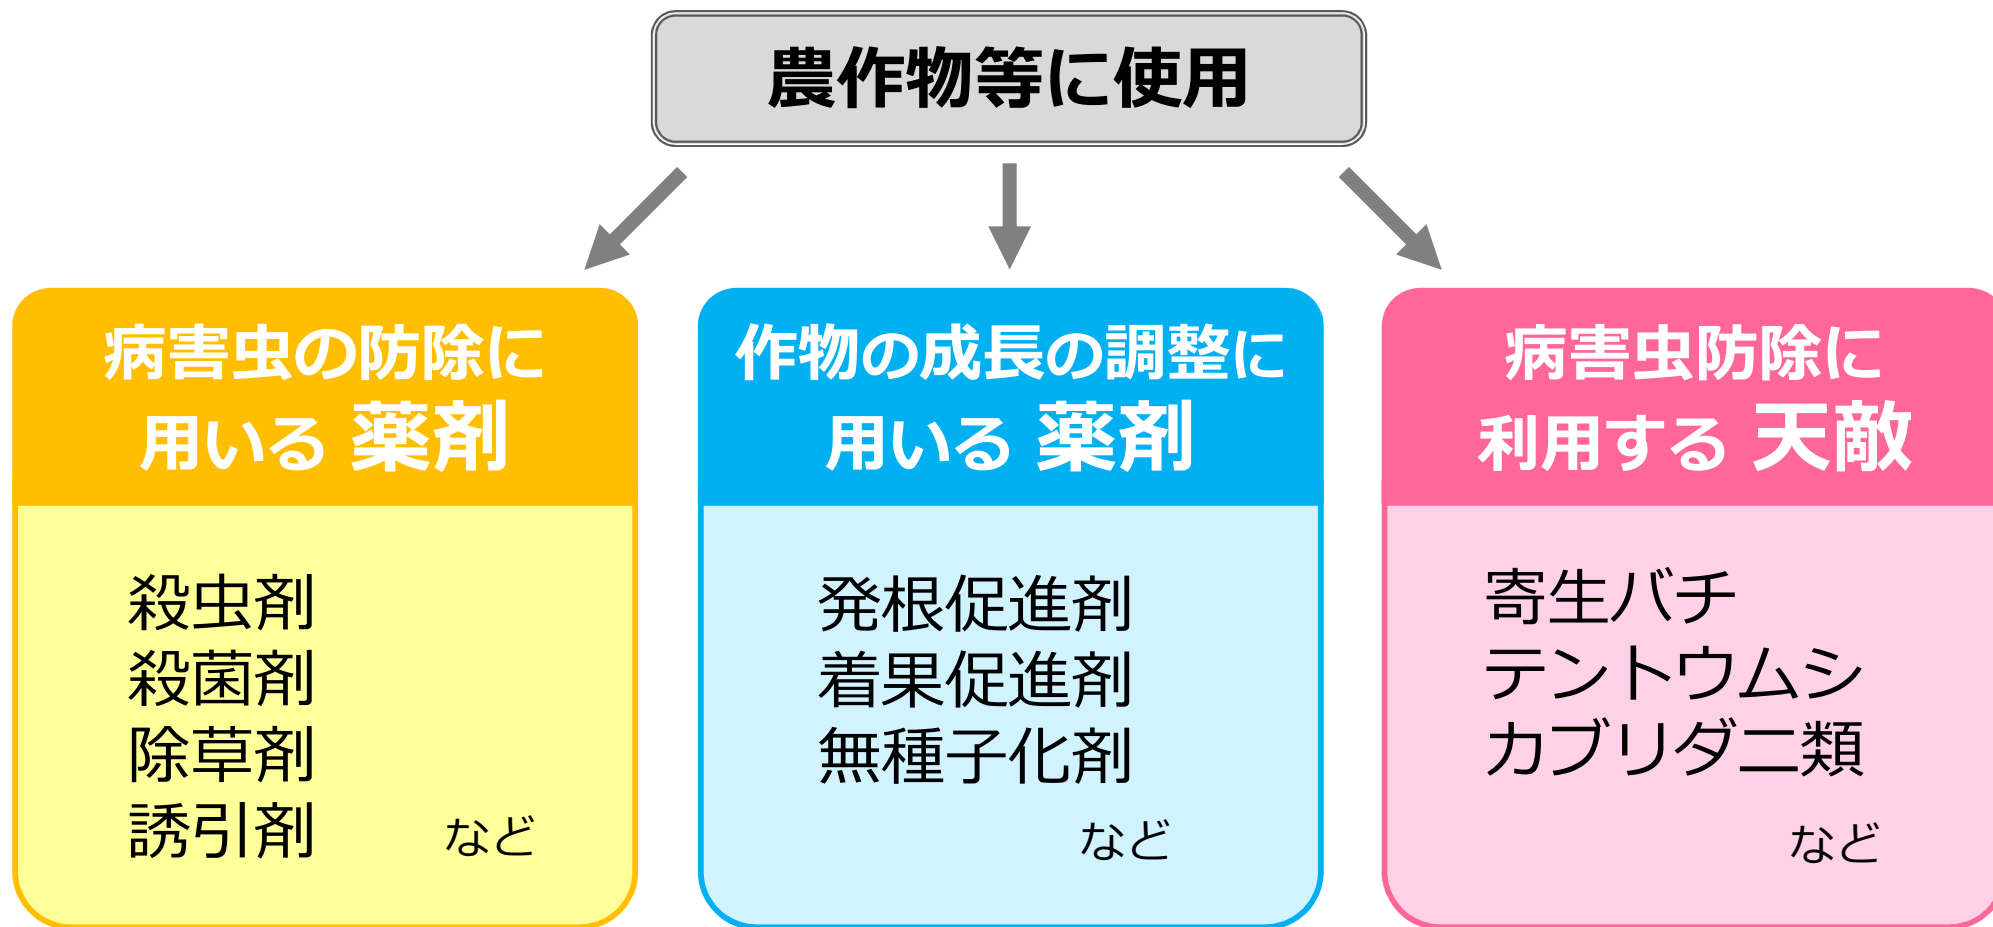 農作物等に使用
病害虫の防除に
用いる 薬剤
殺虫剤
殺菌剤
除草剤
誘引剤 など
作物の成長の調整に
用いる 薬剤
発根促進剤
着果促進剤
無種子化剤
など
病害虫防除に
利用する 天敵
寄生バチ
テントウムシ
カブリダニ類
など